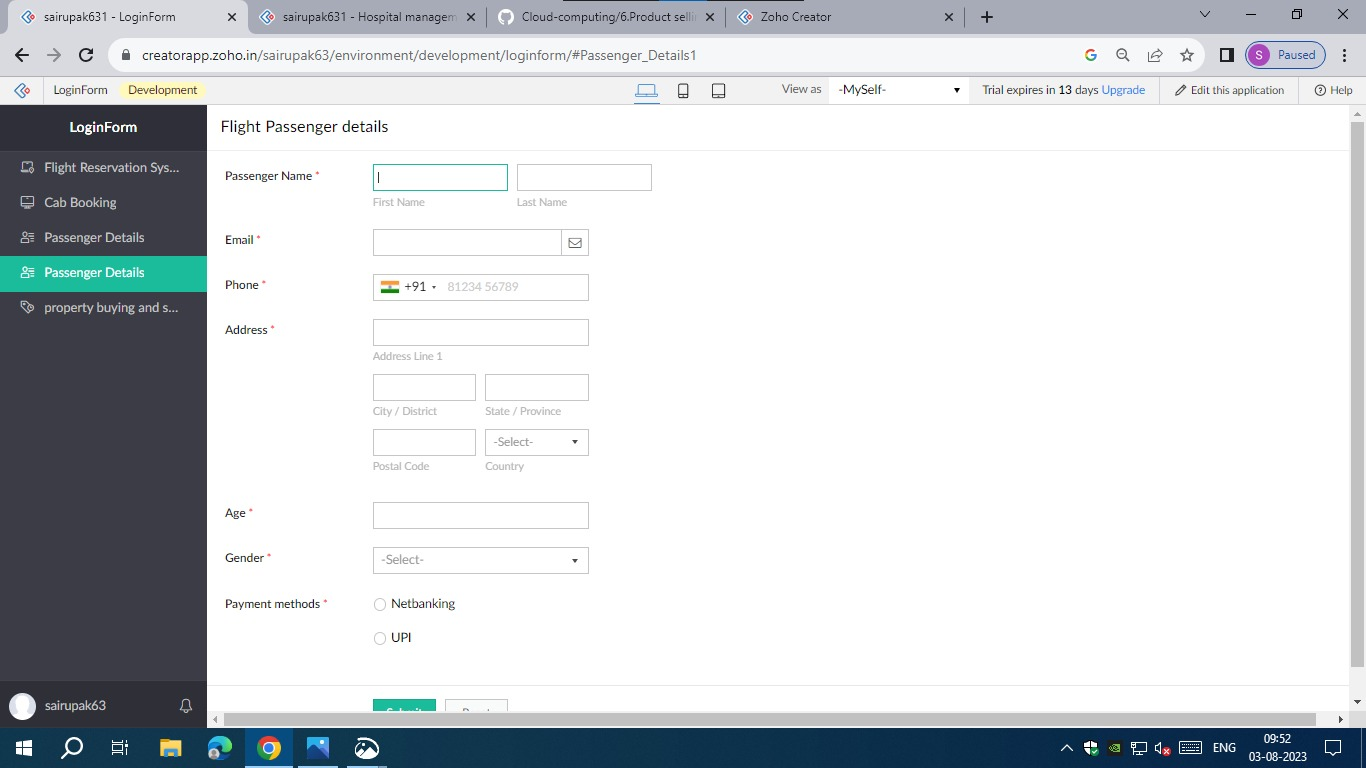 sairupak631 - LoginForm
sairupak631 - Hospital managem
Cloud-computing/6.Product selli
Zoho Creator
creatorapp.zoho.in/sairupak63/environment/development/loginform/#Passenger_Details1
S Paused
LoginForm Development
View as -MySelf-
Trial expires in 13 days Upgrade
Edit this application
Help
LoginForm
Flight Reservation Sys...
Cab Booking
Passenger Details
Passenger Details
property buying and s...
sairupak63
Flight Passenger details
Passenger Name *
First Name Last Name
Email *
Phone * +91 81234 56789
Address *
Address Line 1
City / District State / Province
-Select-
Postal Code Country
Age *
Gender * -Select-
Payment methods * Netbanking
UPI
ENG
09:52
03-08-2023